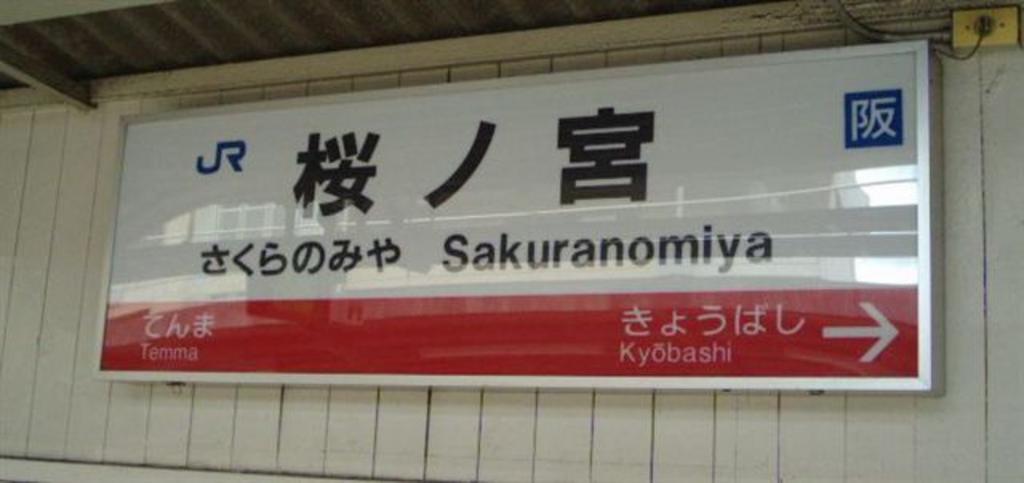 JR 桜ノ宮 阪
さくらのみや Sakuranomiya
てんま きょうばし →
Temma Kyōbashi